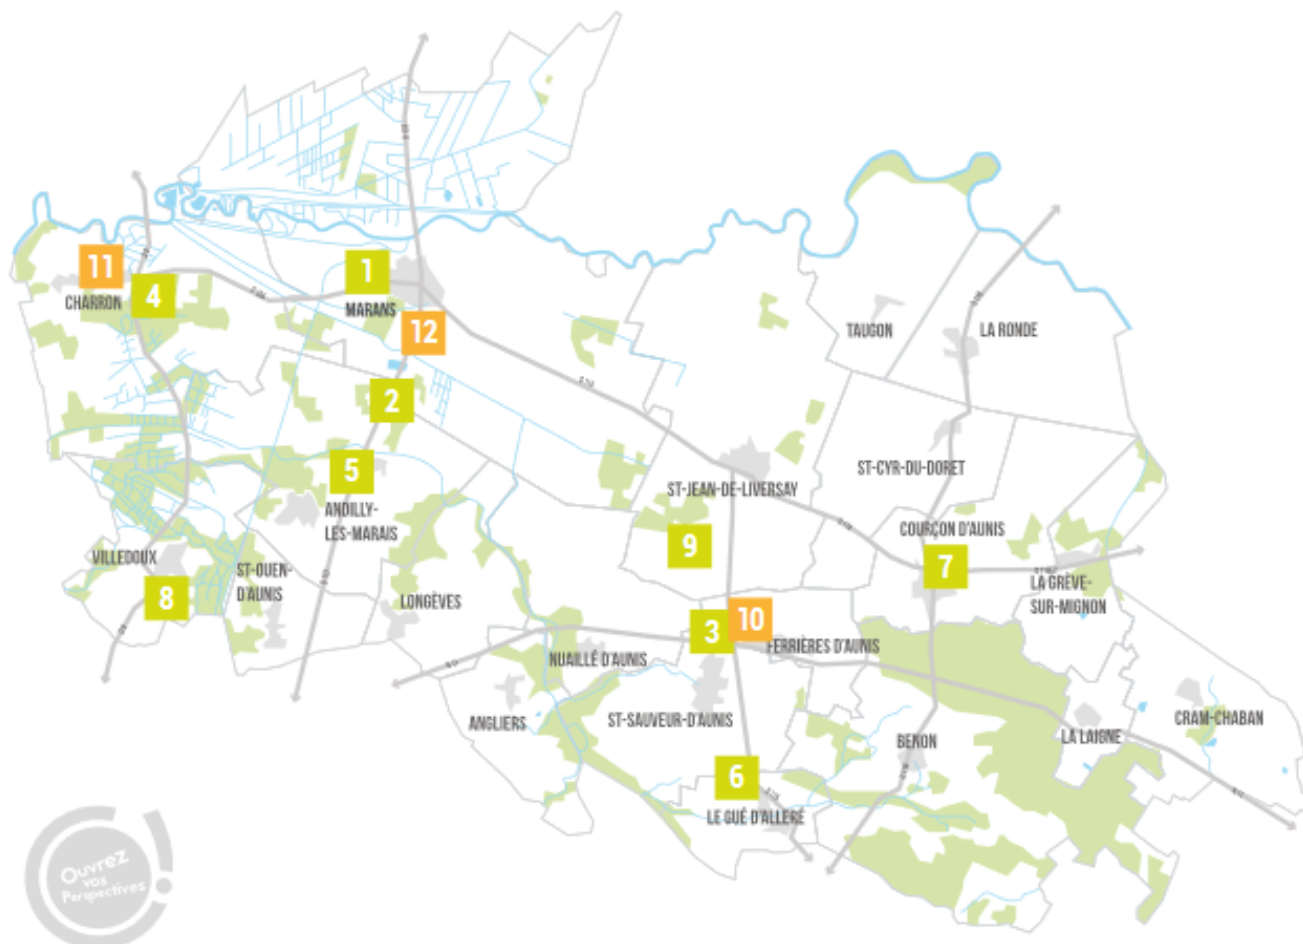 11
CHARRON
4
1
MARANS
12
2
5
ANDILLY-
LES-MARAIS
VILLEDOUX
8
ST-OUEN-
D'AUNIS
LONGÈVES
TAUGON
LA RONDE
ST-JEAN-DE-LIVERSAY
9
ST-CYR-DU-DORET
COURÇON D'AUNIS
7
LA GRÈVE-
SUR-MIGNON
3
10
FERRIÈRES D'AUNIS
NUAILLÉ D'AUNIS
ANGLIERS
ST-SAUVEUR-D'AUNIS
6
LE GUÉ D'ALLERÉ
BENON
LA LAIGNE
CRAM-CHABAN
Ouvrez
vos
Perspectives